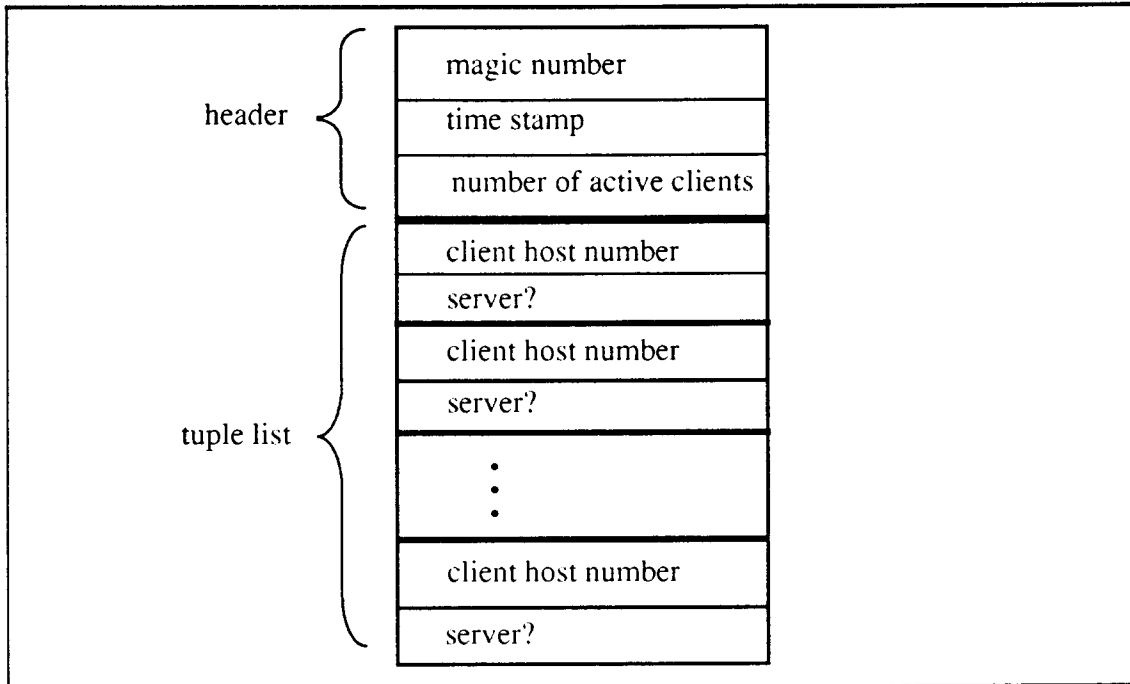 header
magic number
time stamp
number of active clients
tuple list
client host number
server?
client host number
server?
client host number
server?